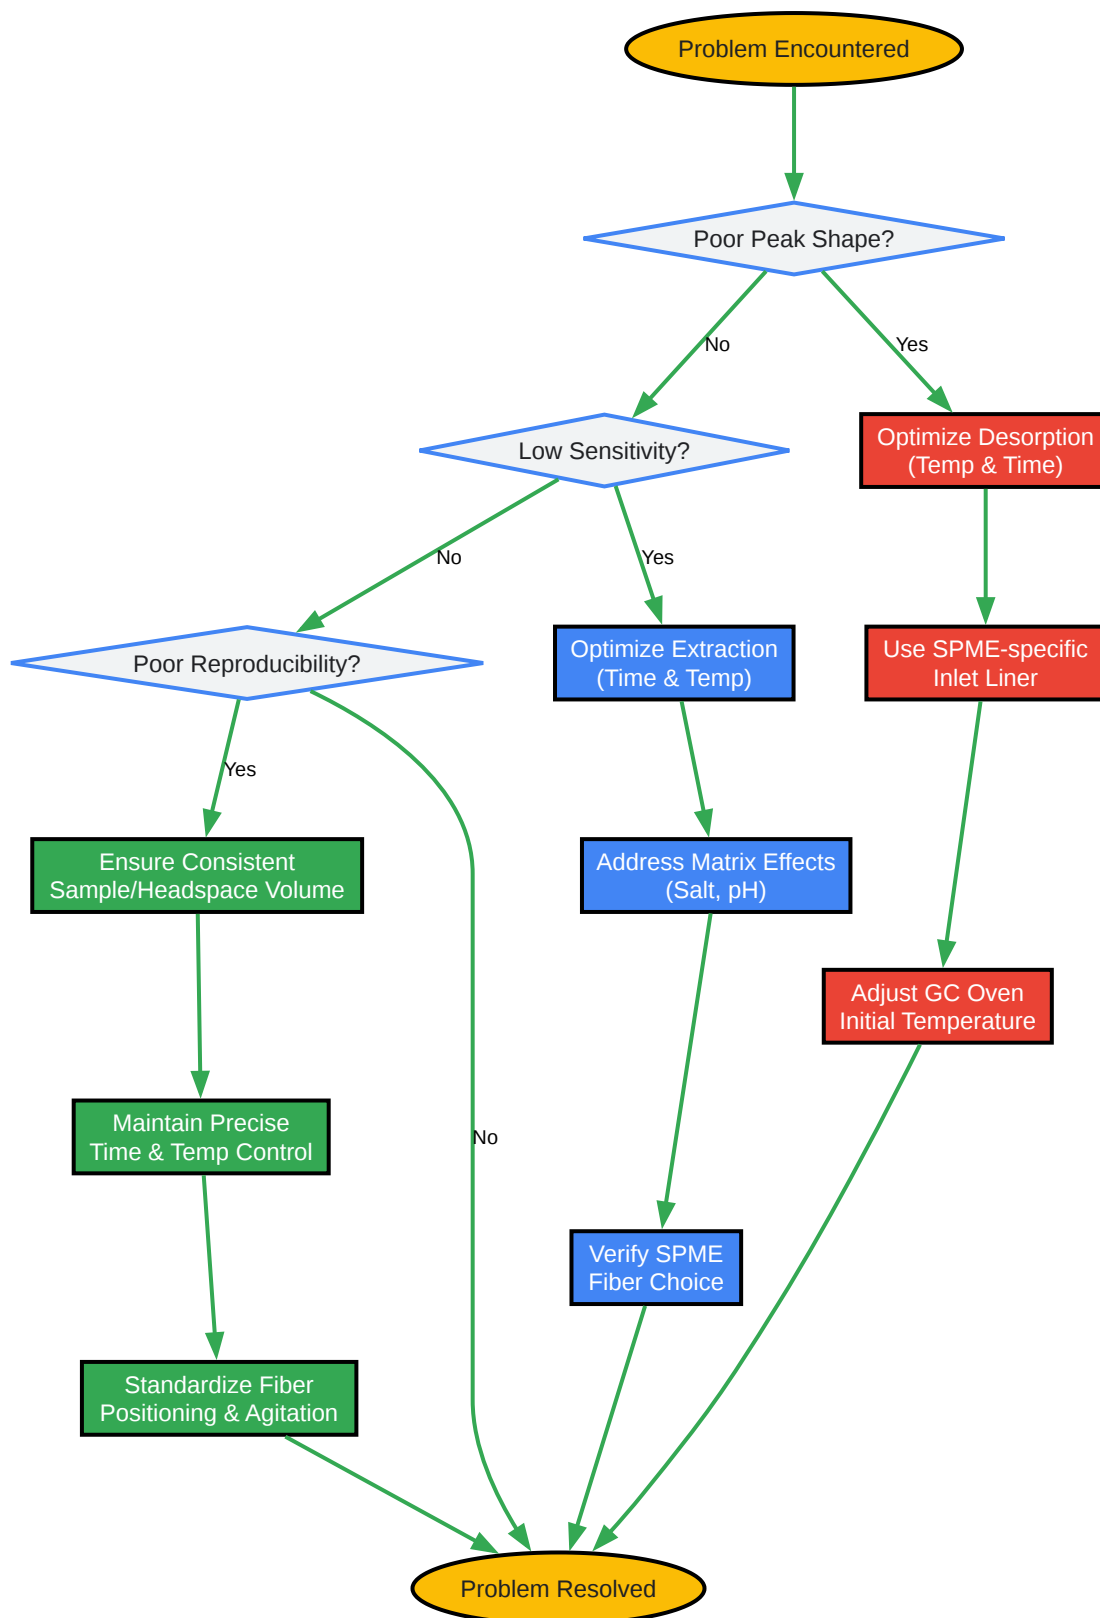 Problem Encountered
Poor Peak Shape?
No
Yes
Low Sensitivity?
Optimize Desorption
(Temp & Time)
No
Yes
Poor Reproducibility?
Optimize Extraction
(Time & Temp)
Use SPME-specific
Inlet Liner
Yes
Ensure Consistent
Sample/Headspace Volume
Address Matrix Effects
(Salt, pH)
Adjust GC Oven
Initial Temperature
Maintain Precise
Time & Temp Control
No
Verify SPME
Fiber Choice
Standardize Fiber
Positioning & Agitation
Problem Resolved